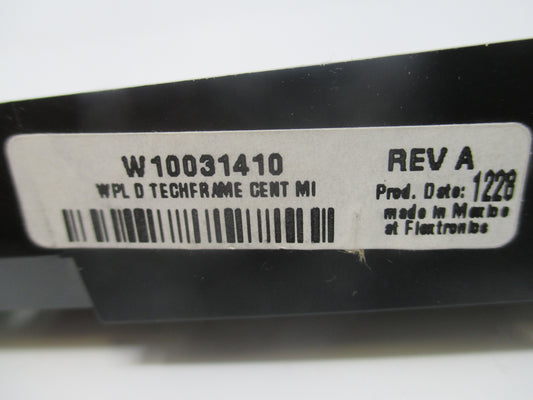 W10031410
WPL D TECHFRAME CENT MI
REV A
Prod. Date: 1228
made in Mexico
at Flextronics